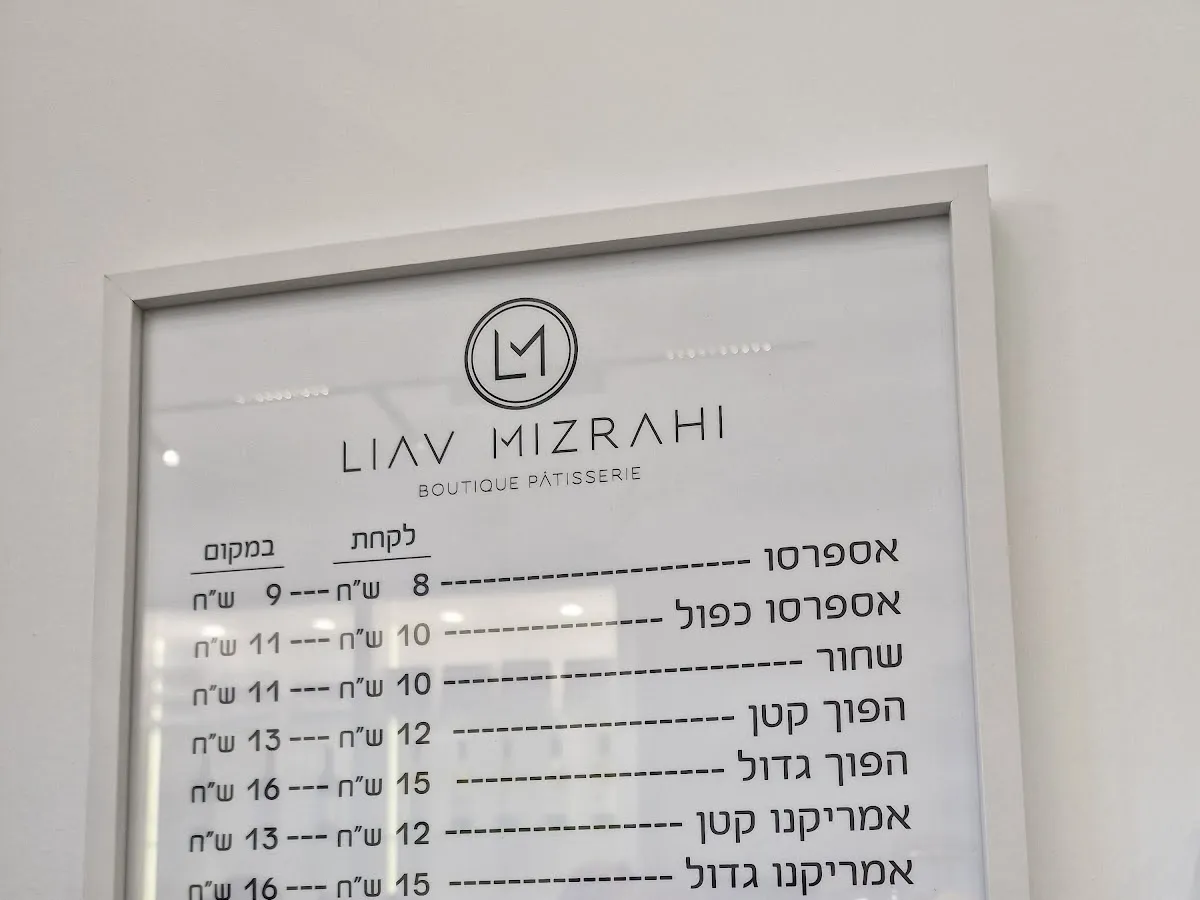 LM
LIAV MIZRAHI
BOUTIQUE PÂTISSERIE
לקחת במקום
אספרסו --------------------- 8 ש"ח --- 9 ש"ח
אספרסו כפול --------------- 10 ש"ח --- 11 ש"ח
שחור ------------------------- 10 ש"ח --- 11 ש"ח
הפוך קטן ------------------- 12 ש"ח --- 13 ש"ח
הפוך גדול ------------------ 15 ש"ח --- 16 ש"ח
אמריקנו קטן ---------------- 12 ש"ח --- 13 ש"ח
אמריקנו גדול --------------- 15 ש"ח --- 16 ש"ח